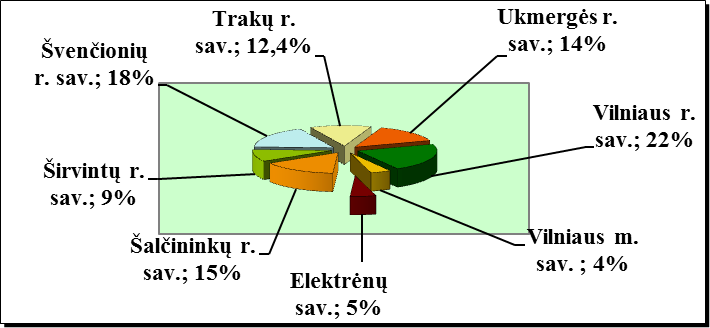 Trakų r.
sav.; 12,4%
Ukmergės r.
sav.; 14%
Švenčionių
r. sav.; 18%
Vilniaus r.
sav.; 22%
Širvintų r.
sav.; 9%
Vilniaus m.
sav. ; 4%
Šalčininkų r.
sav.; 15%
Elektrėnų
sav.; 5%